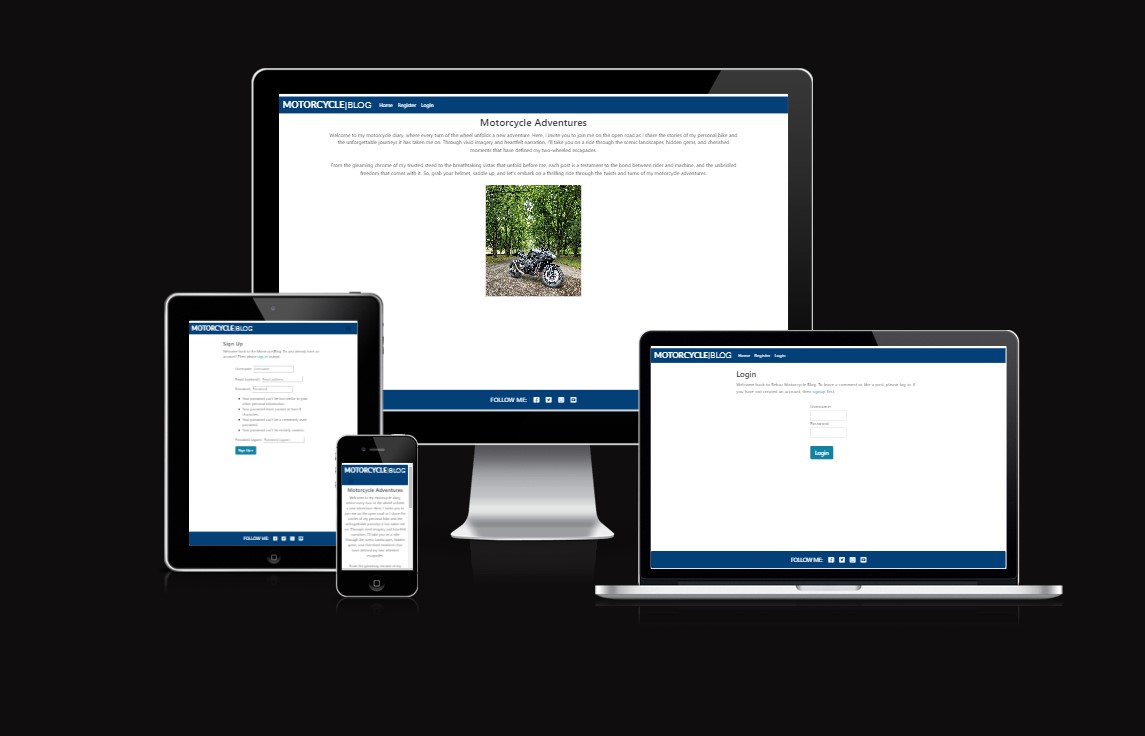 MOTORCYCLE|BLOG Home Register Login
Motorcycle Adventures
Welcome to my motorcycle diary, where every turn of the wheel unfolds a new adventure. Here, I invite you to join me on the open road as I share the stories of my personal bike and
the unforgettable journeys it has taken me on. Through vivid imagery and heartfelt narration, I'll take you on a ride through the scenic landscapes, hidden gems, and cherished
moments that have defined my two-wheeled escapades.
From the gleaming chrome of my trusted steed to the breathtaking vistas that unfold before me, each post is a testament to the bond between rider and machine, and the unbridled
freedom that comes with it. So, grab your helmet, saddle up, and let's embark on a thrilling ride through the twists and turns of my motorcycle adventures.
FOLLOW ME:
MOTORCYCLE|BLOG
Sign Up
Welcome back to the MotorcycleBlog. Do you already have an
account? Then please sign in instead.
Username: Username
Email (optional): Email address
Password: Password
Your password can't be too similar to your
other personal information.
Your password must contain at least 8
characters.
Your password can't be a commonly used
password.
Your password can't be entirely numeric.
Password (again): Password (again)
Sign Up »
FOLLOW ME:
MOTORCYCLE|BLOG
Motorcycle Adventures
Welcome to my motorcycle diary,
where every turn of the wheel unfolds
a new adventure. Here, I invite you to
join me on the open road as I share the
stories of my personal bike and the
unforgettable journeys it has taken me
on. Through vivid imagery and heartfelt
narration, I'll take you on a ride
through the scenic landscapes, hidden
gems, and cherished moments that
have defined my two-wheeled
escapades.
From the gleaming chrome of my
MOTORCYCLE|BLOG Home Register Login
Login
Welcome back to Motorcycle Blog. To leave a comment or like a post, please log in. If
you have not created an account, then signup first.
Username:
Password:
Login
FOLLOW ME: